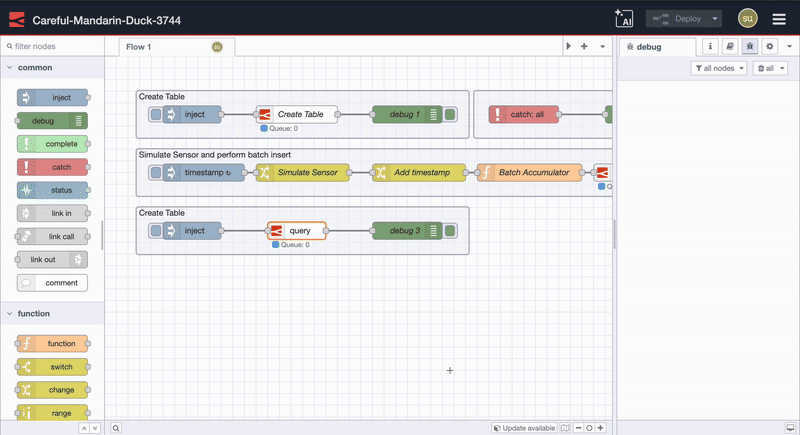 Careful-Mandarin-Duck-3744
AI
Deploy
su
filter nodes
Flow 1
su
debug
i
all nodes
all
common
inject
debug
complete
catch
status
link in
link call
link out
comment
function
function
switch
change
range
Create Table
inject
Create Table
debug 1
Queue: 0
catch: all
Simulate Sensor and perform batch insert
timestamp ↻
Simulate Sensor
Add timestamp
Batch Accumulator
Create Table
inject
query
debug 3
Queue: 0
Update available